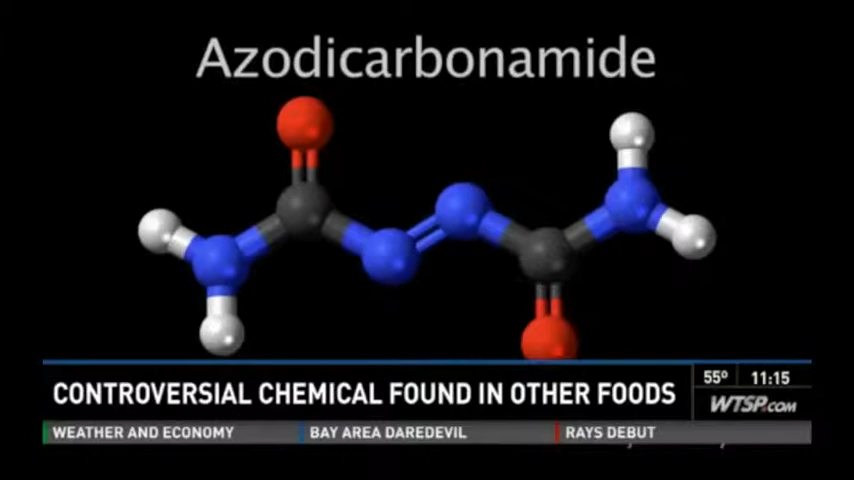 Azodicarbonamide
CONTROVERSIAL CHEMICAL FOUND IN OTHER FOODS
55º 11:15
WTSP.COM
WEATHER AND ECONOMY BAY AREA DAREDEVIL RAYS DEBUT